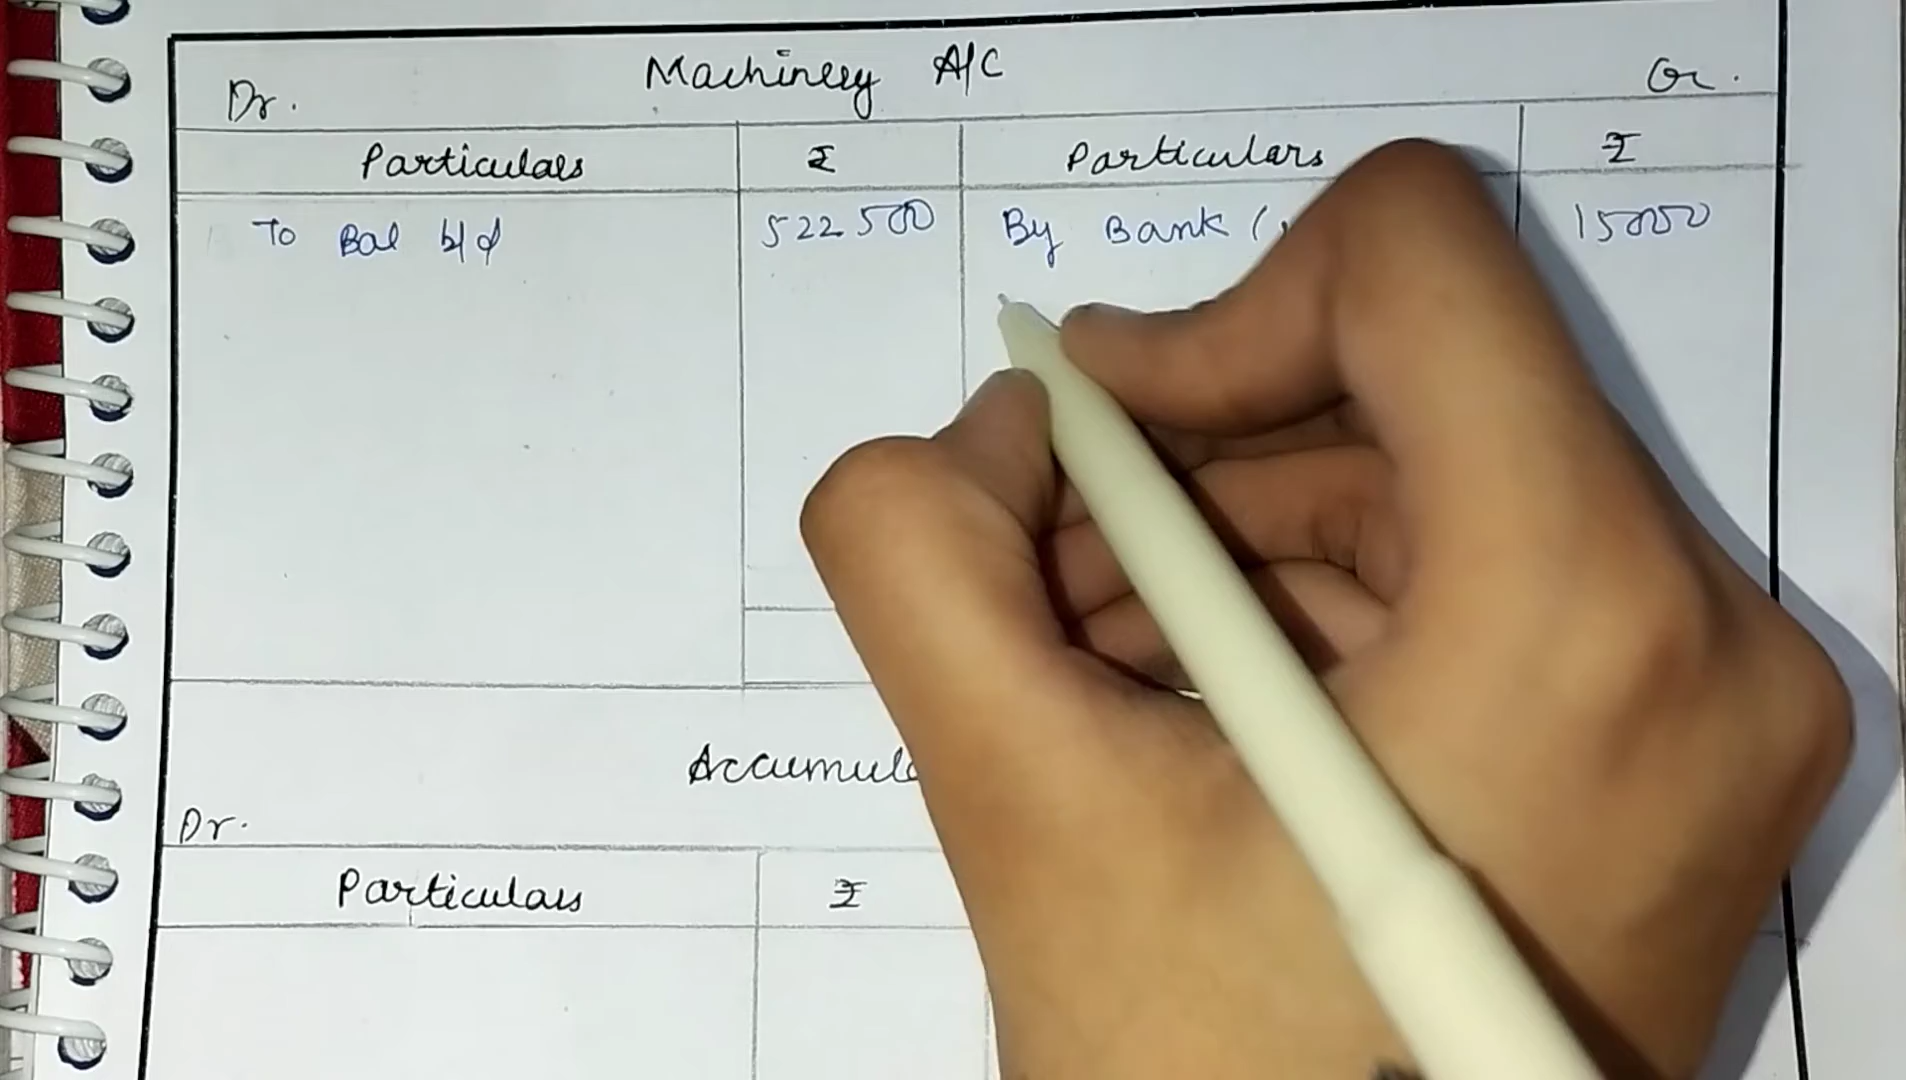 Machinery A/C
Dr. Cr.
Particulars ₹ Particulars ₹
To Bal b/d 522500 By Bank ( 15000
Accumul
Dr.
Particulars ₹